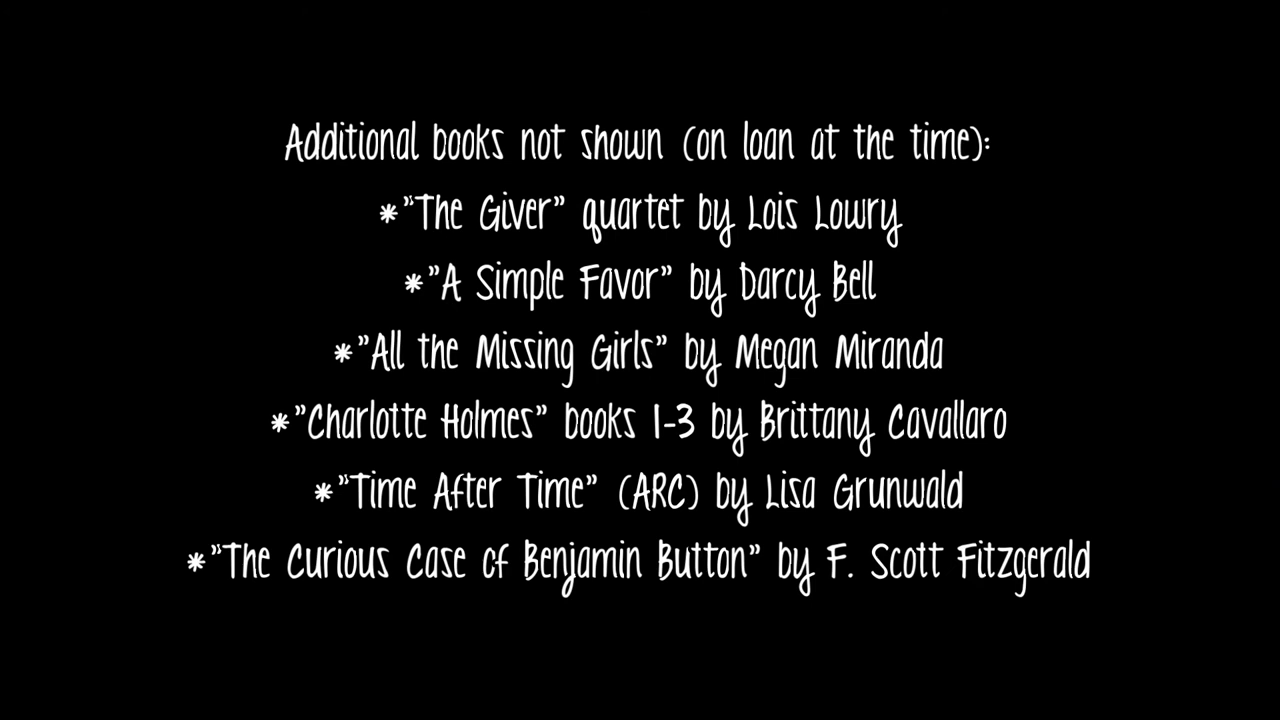 Additional books not shown (on loan at the time):
*"The Giver" quartet by Lois Lowry
*"A Simple Favor" by Darcy Bell
*"All the Missing Girls" by Megan Miranda
*"Charlotte Holmes" books 1-3 by Brittany Cavallaro
*"Time After Time" (ARC) by Lisa Grunwald
*"The Curious Case of Benjamin Button" by F. Scott Fitzgerald